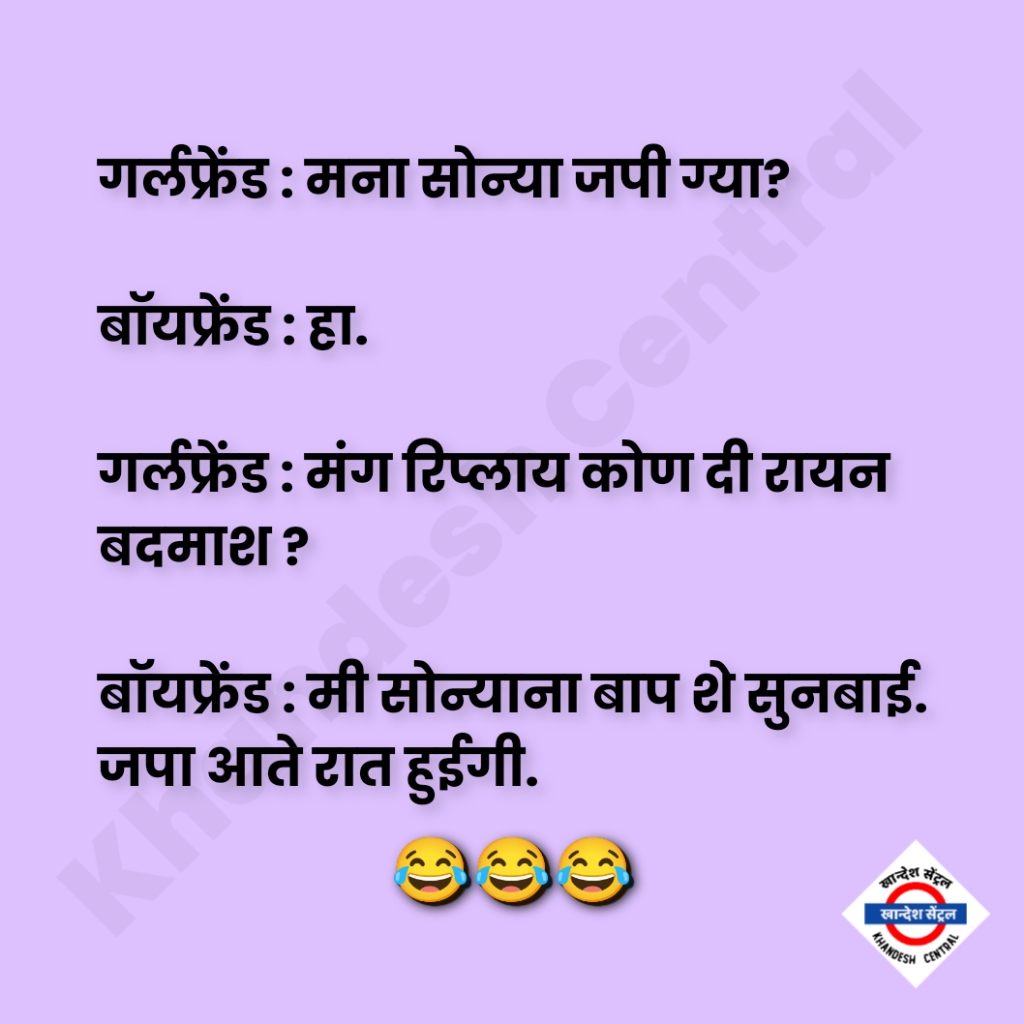 गर्लफ्रेंड : मना सोन्या जपी ग्या?
बॉयफ्रेंड : हा.
गर्लफ्रेंड : मंग रिप्लाय कोण दी रायन
बदमाश ?
बॉयफ्रेंड : मी सोन्याना बाप शे सुनबाई.
जपा आते रात हुईगी.
😂😂😂
Khandesh Central
खान्देश सेंट्रल
खान्देश सेंट्रल
KHANDESH CENTRAL